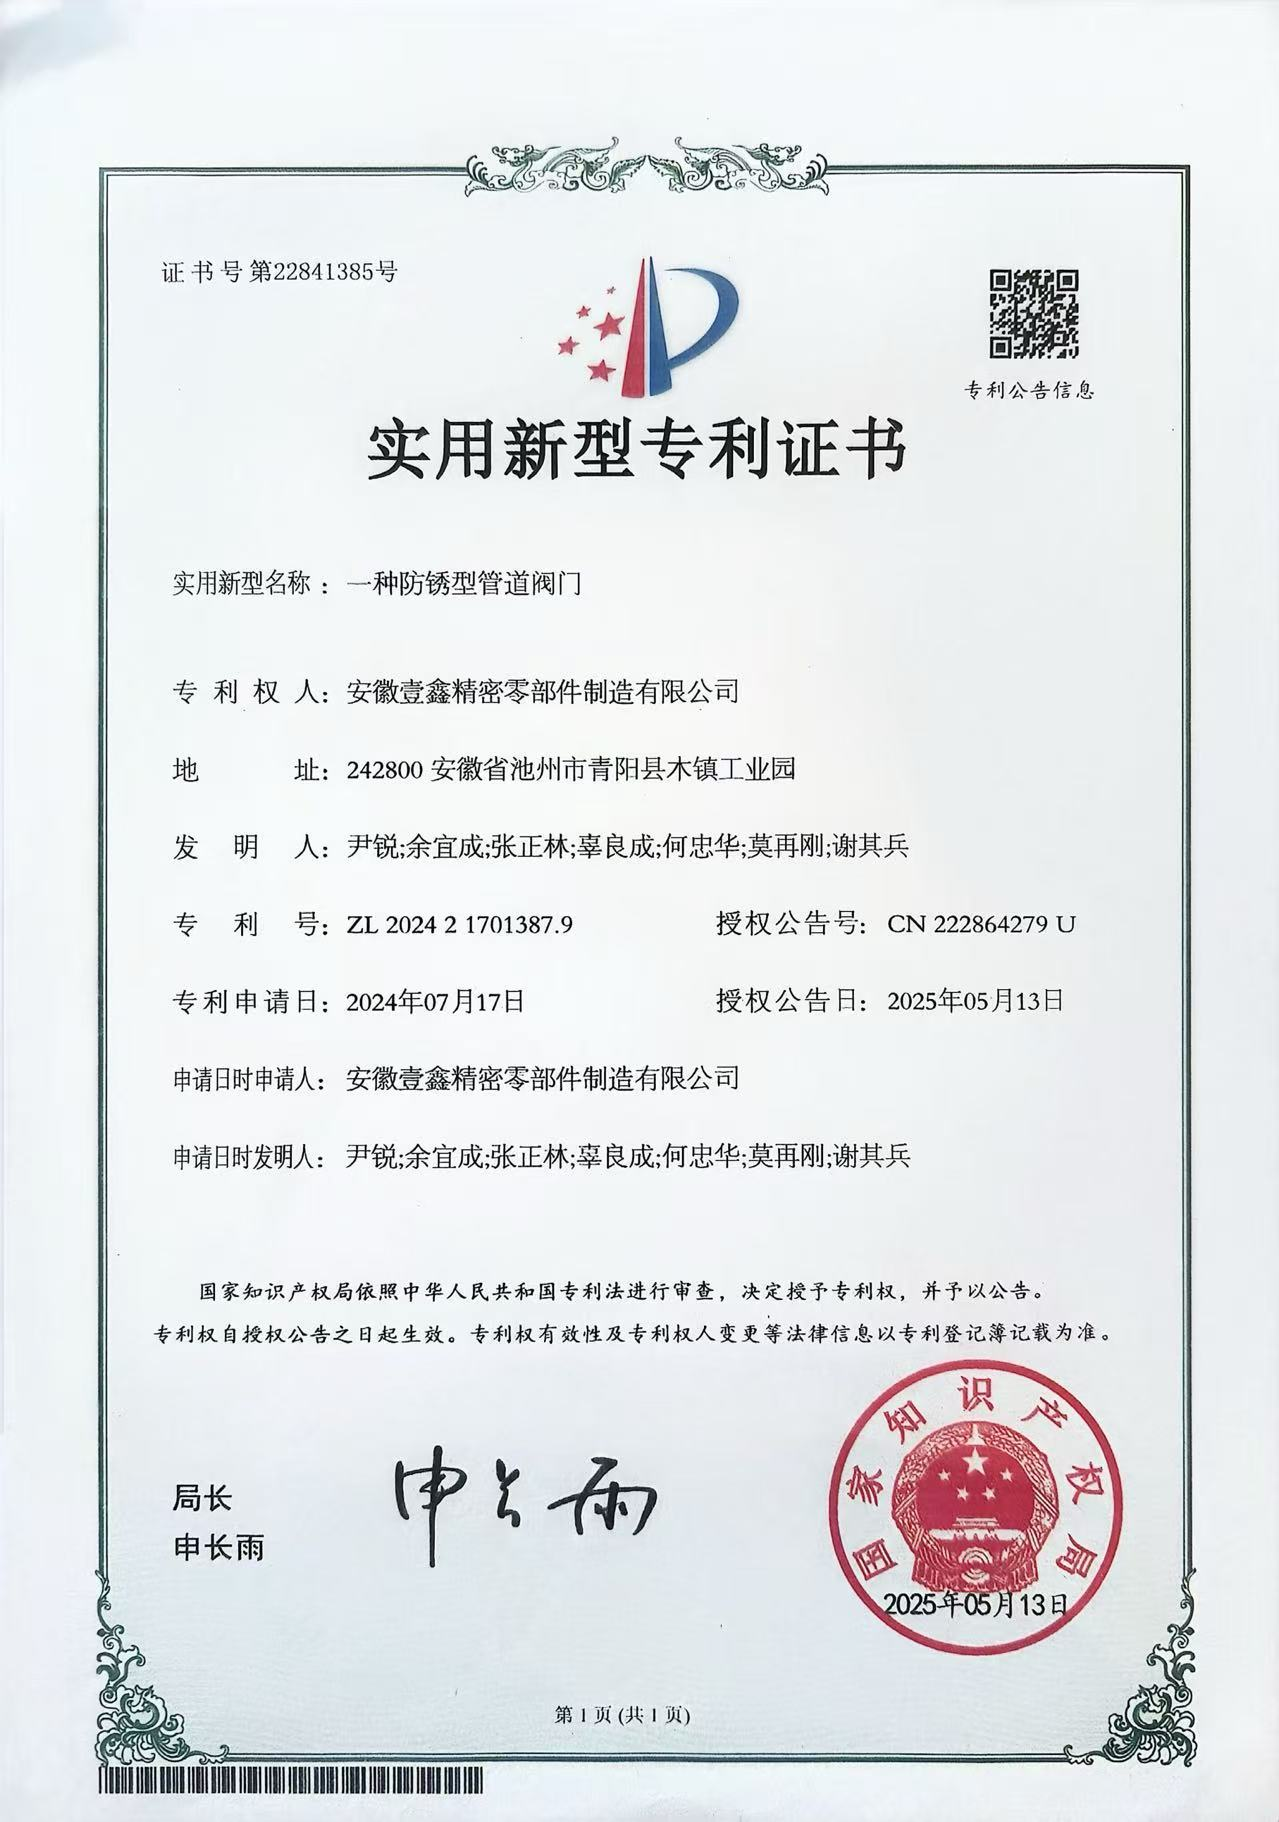 证书号第22841385号
专利公告信息
实用新型专利证书
实用新型名称：一种防锈型管道阀门
专利权人：安徽壹鑫精密零部件制造有限公司
地址：242800 安徽省池州市青阳县木镇工业园
发明人：尹锐;余宜成;张正林;辜良成;何忠华;莫再刚;谢其兵
专利号：ZL 2024 2 1701387.9 授权公告号：CN 222864279 U
专利申请日：2024年07月17日 授权公告日：2025年05月13日
申请日时申请人：安徽壹鑫精密零部件制造有限公司
申请日时发明人：尹锐;余宜成;张正林;辜良成;何忠华;莫再刚;谢其兵
国家知识产权局依照中华人民共和国专利法进行审查，决定授予专利权，并予以公告。
专利权自授权公告之日起生效。专利权有效性及专利权人变更等法律信息以专利登记簿记载为准。
局长
申长雨
申长雨
国家知识产权局
2025年05月13日
第1页(共1页)